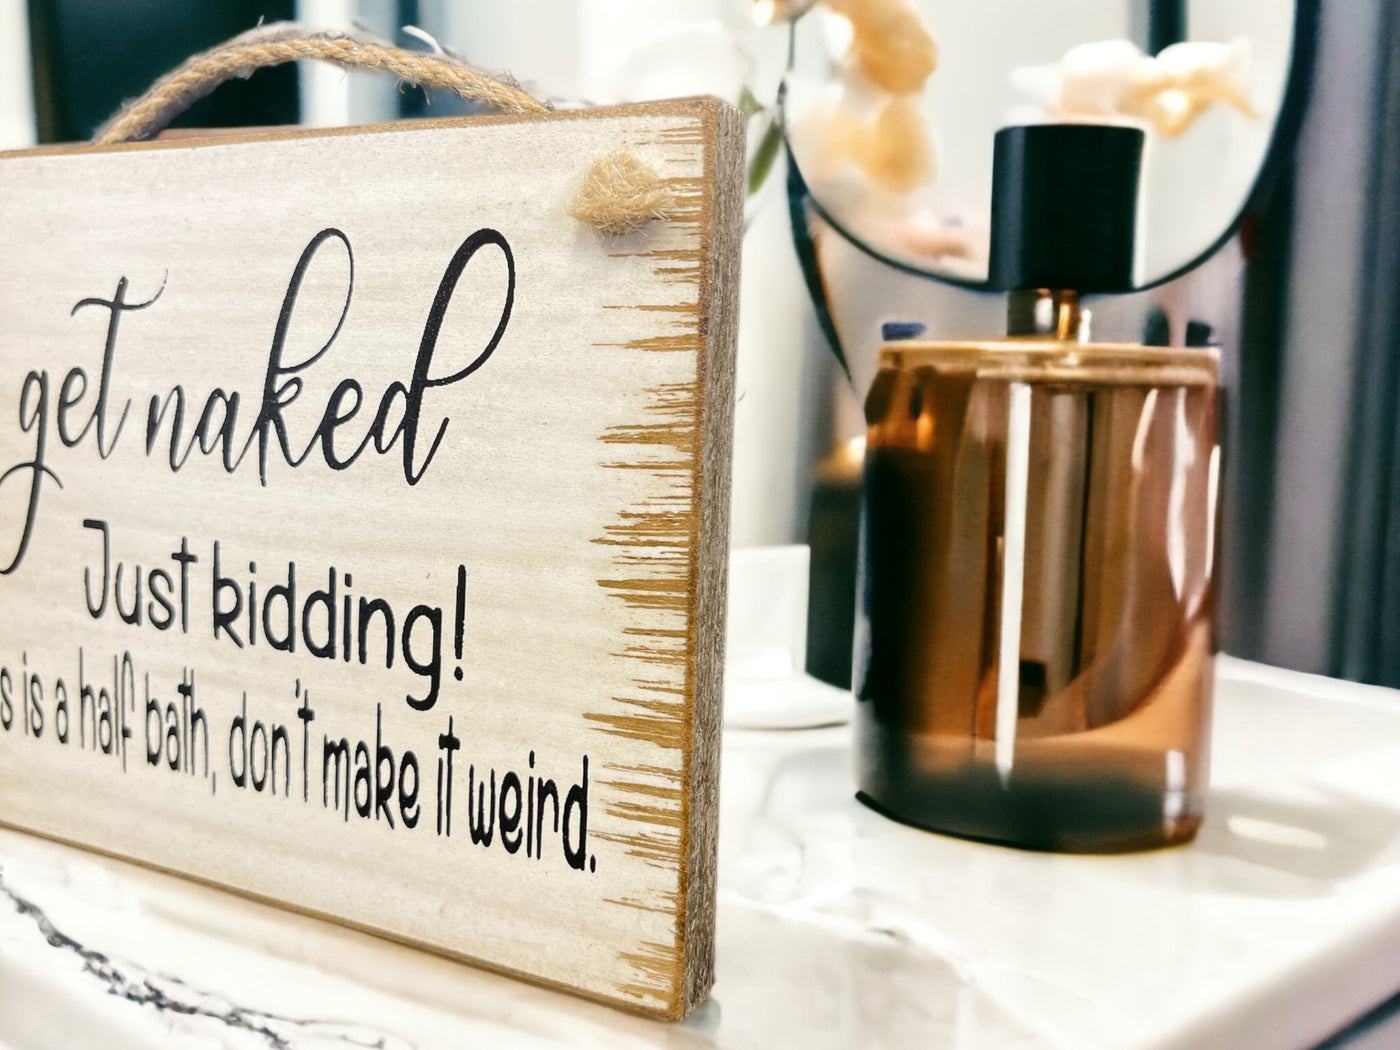 get naked
Just kidding!
s is a half bath, don't make it weird.